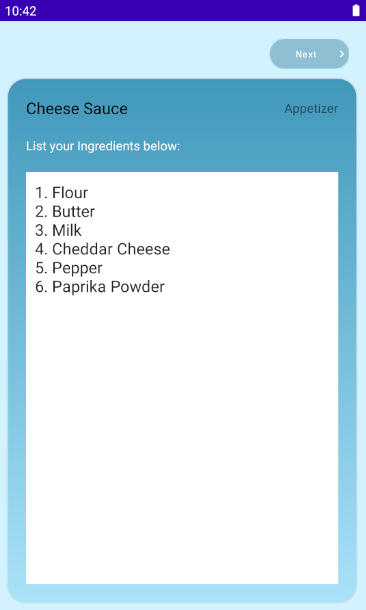 10:42
Next
Cheese Sauce
Appetizer
List your Ingredients below:
1. Flour
2. Butter
3. Milk
4. Cheddar Cheese
5. Pepper
6. Paprika Powder